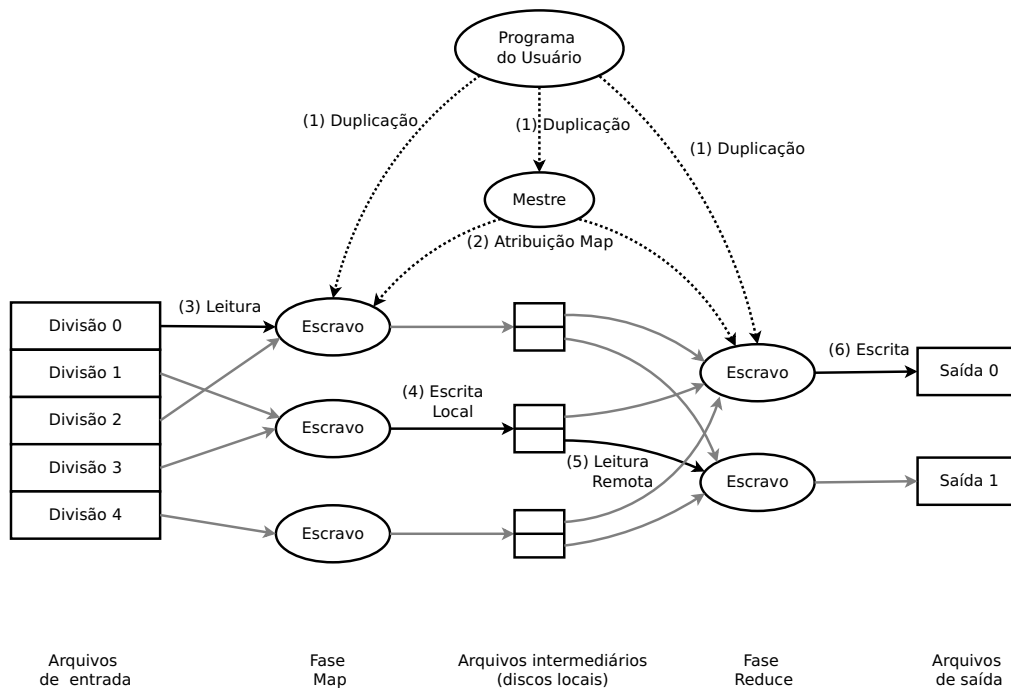 Programa
do Usuário
(1) Duplicação
(1) Duplicação
(1) Duplicação
Mestre
(2) Atribuição Map
(3) Leitura
Divisão 0
Divisão 1
Divisão 2
Divisão 3
Divisão 4
Escravo
Escravo
Escravo
(4) Escrita
Local
(5) Leitura
Remota
Escravo
Escravo
(6) Escrita
Saída 0
Saída 1
Arquivos
de entrada
Fase
Map
Arquivos intermediários
(discos locais)
Fase
Reduce
Arquivos
de saída